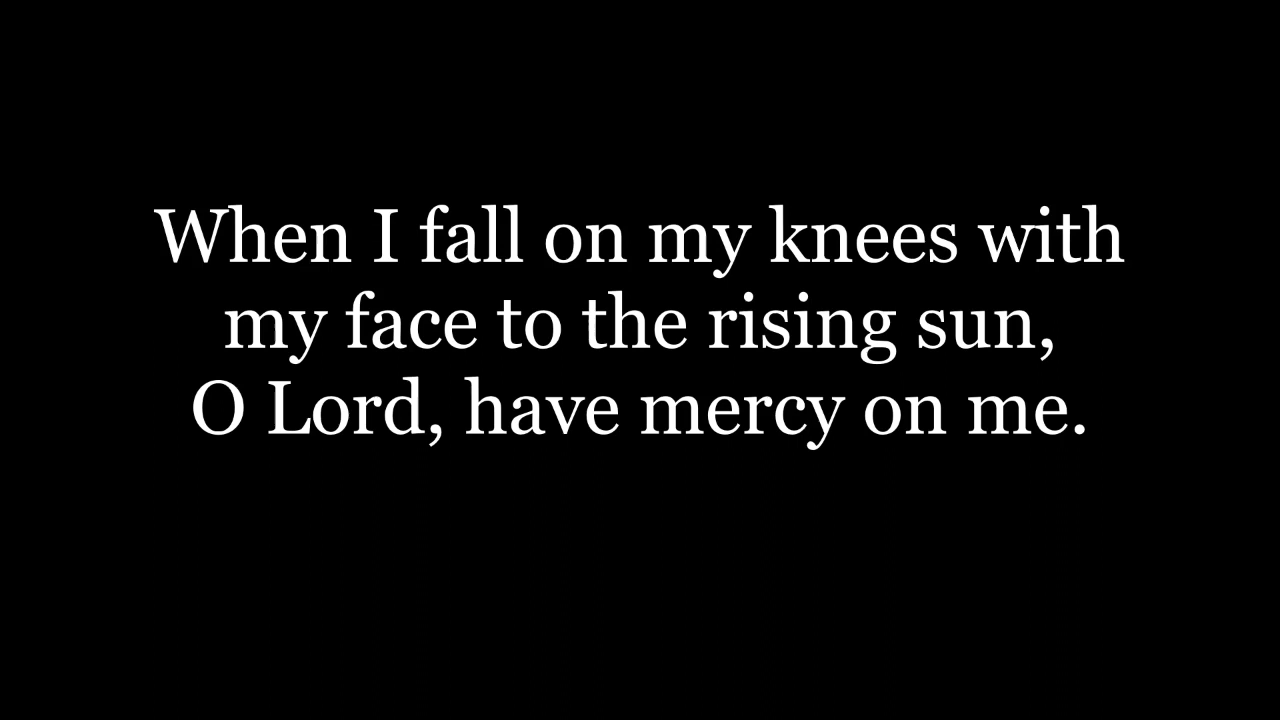 When I fall on my knees with
my face to the rising sun,
O Lord, have mercy on me.